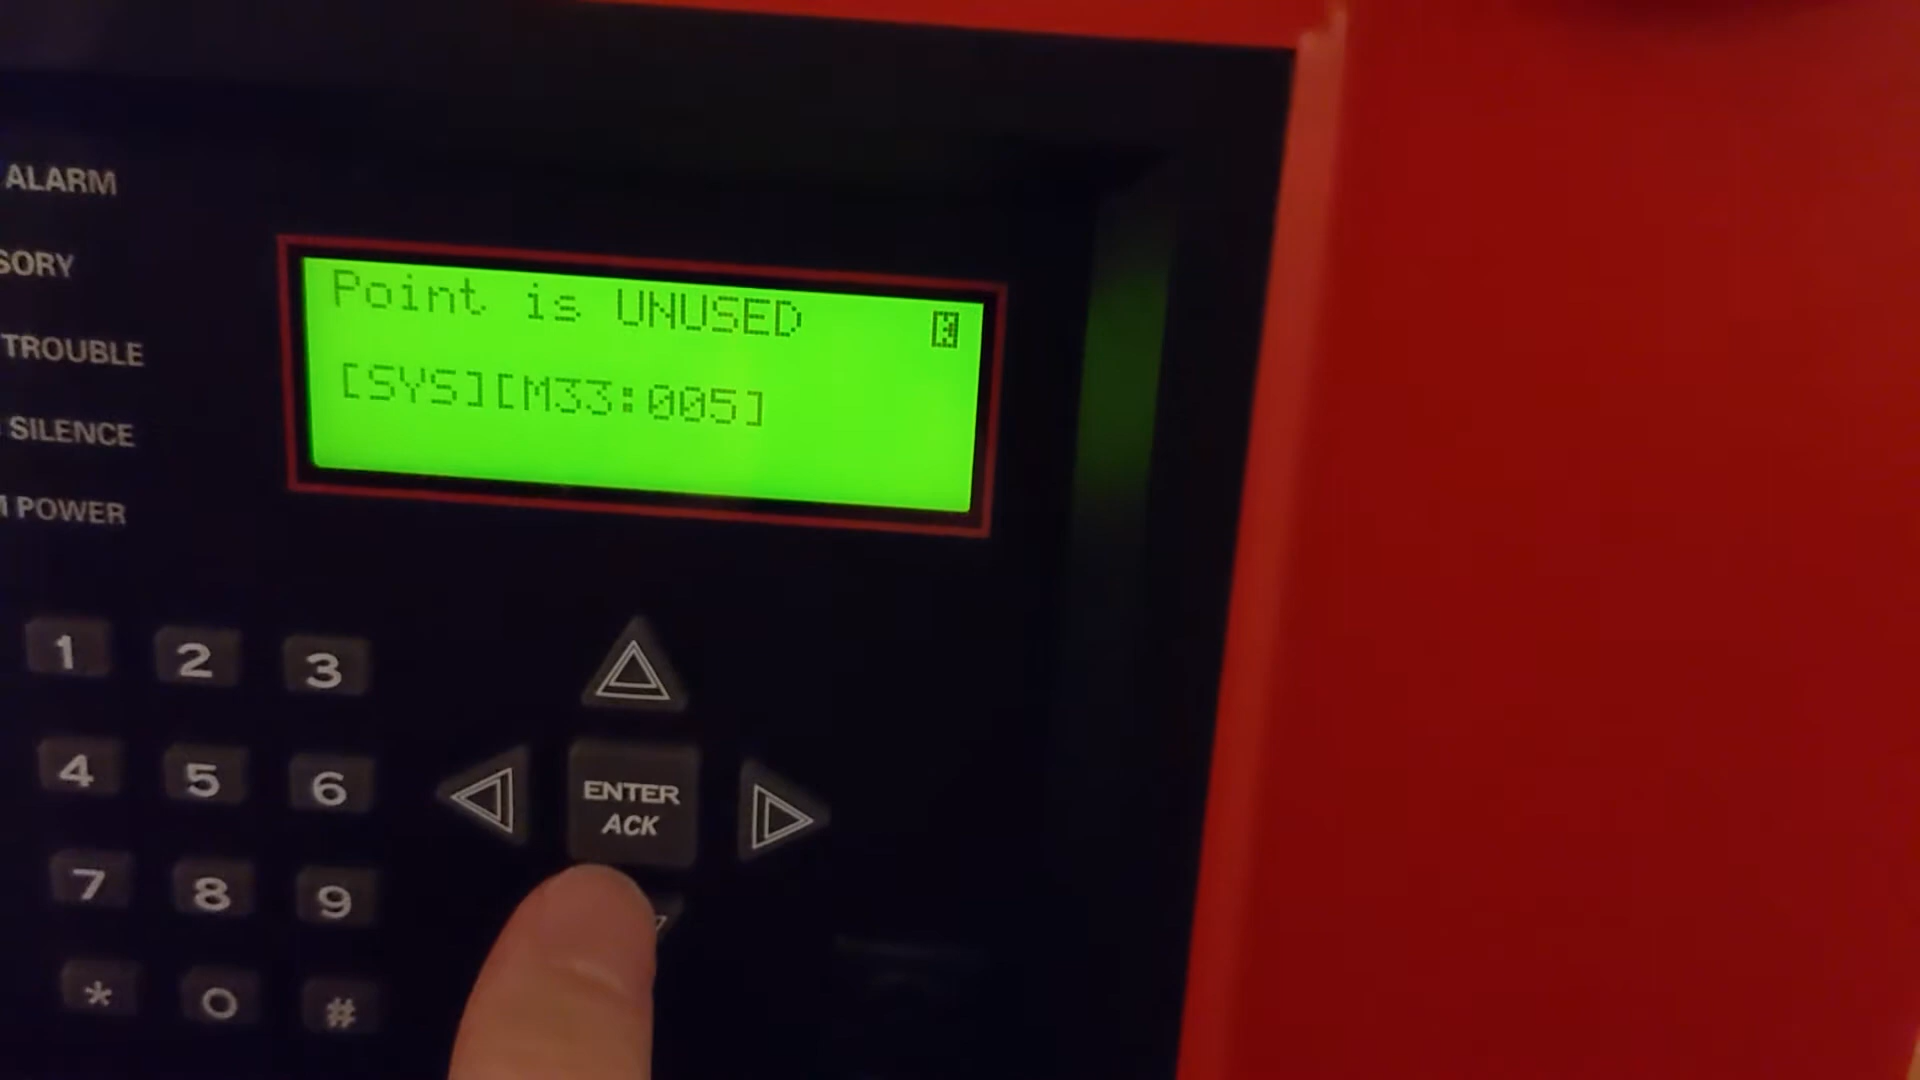 ALARM
SORY
TROUBLE
SILENCE
POWER
Point is UNUSED
[SYS][M33:005]
1 2 3
4 5 6
7 8 9
* 0 #
ENTER
ACK